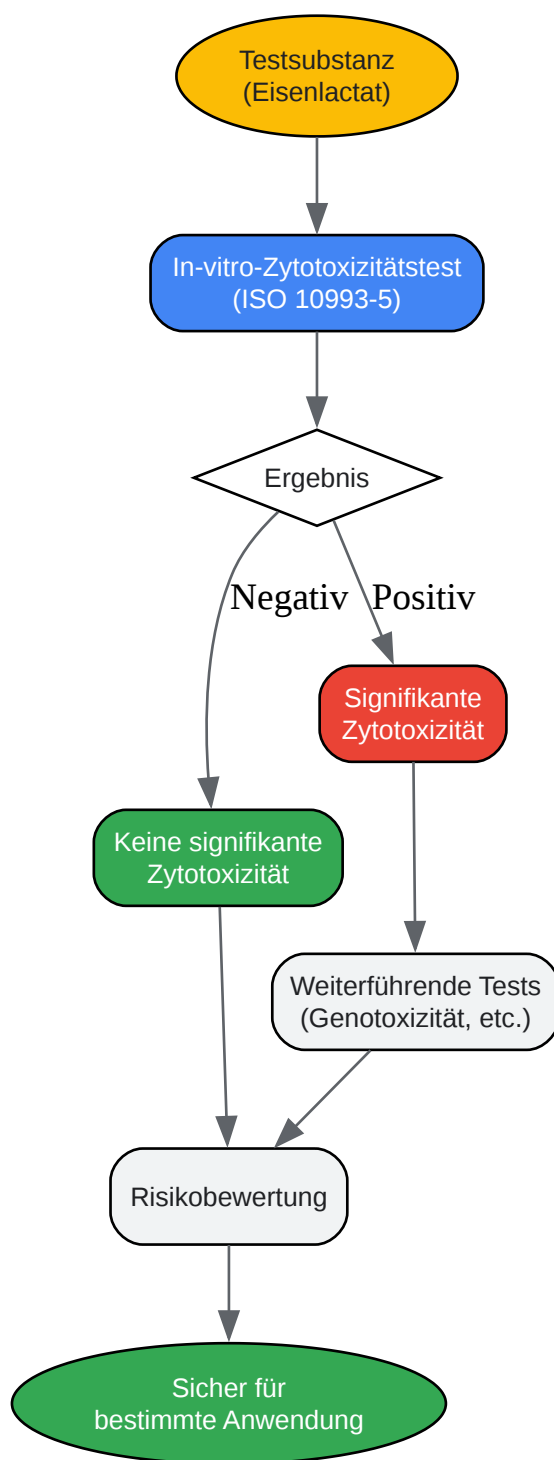 Testsubstanz
(Eisenlactat)
In-vitro-Zytotoxizitätstest
(ISO 10993-5)
Ergebnis
Negativ
Positiv
Signifikante
Zytotoxizität
Keine signifikante
Zytotoxizität
Weiterführende Tests
(Genotoxizität, etc.)
Risikobewertung
Sicher für
bestimmte Anwendung